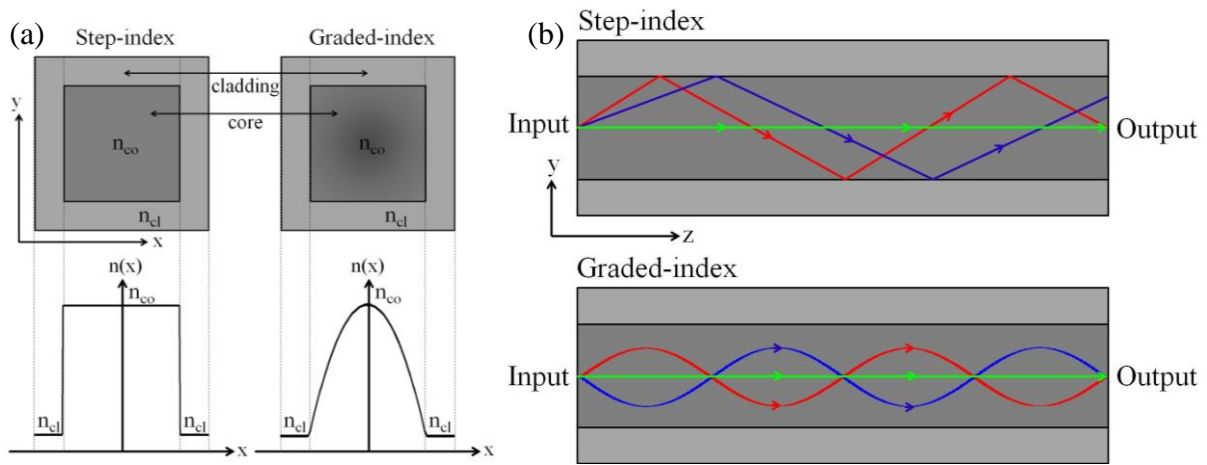 (a)
Step-index
Graded-index
cladding
core
y
n_co
n_co
n_cl
n_cl
x
n(x)
n(x)
n_co
n_co
n_cl
n_cl
n_cl
n_cl
x
x
(b)
Step-index
Input
Output
y
z
Graded-index
Input
Output